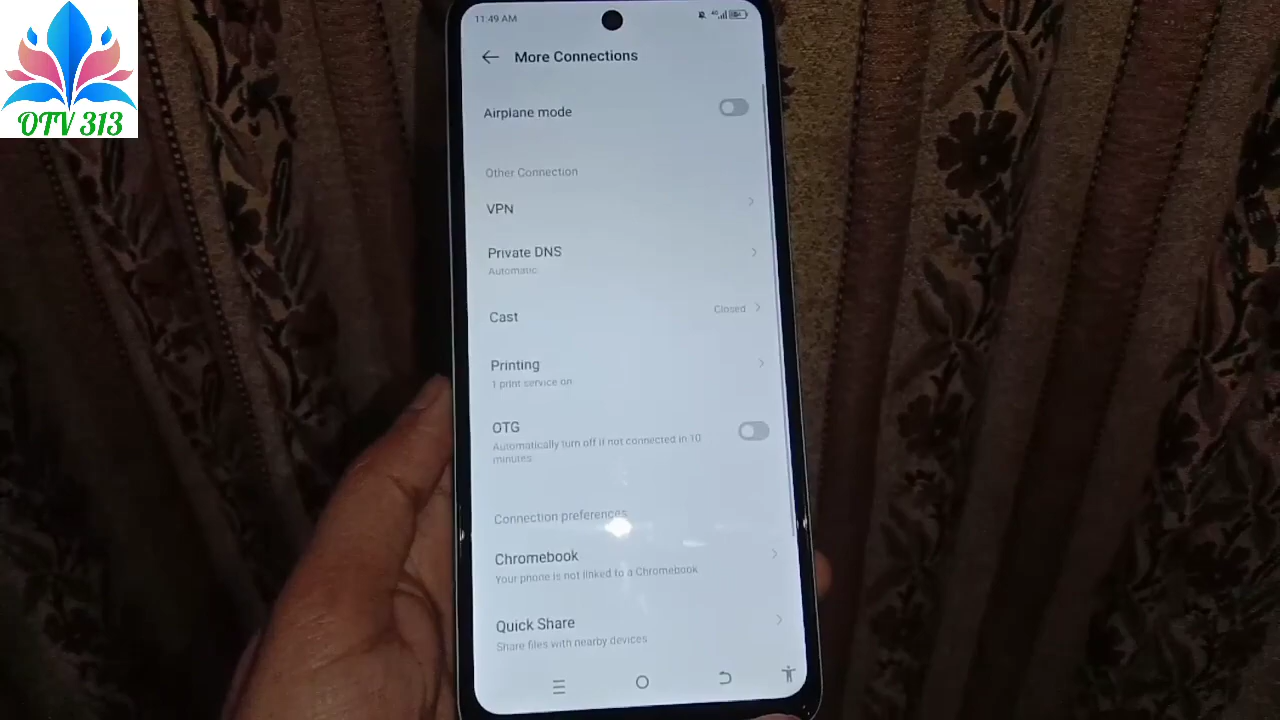 OTV 313
11:49 AM
More Connections
Airplane mode
Other Connection
VPN
Private DNS
Automatic
Cast
Closed
Printing
1 print service on
OTG
Automatically turn off if not connected in 10
minutes.
Connection preferences
Chromebook
Your phone is not linked to a Chromebook
Quick Share
Share files with nearby devices